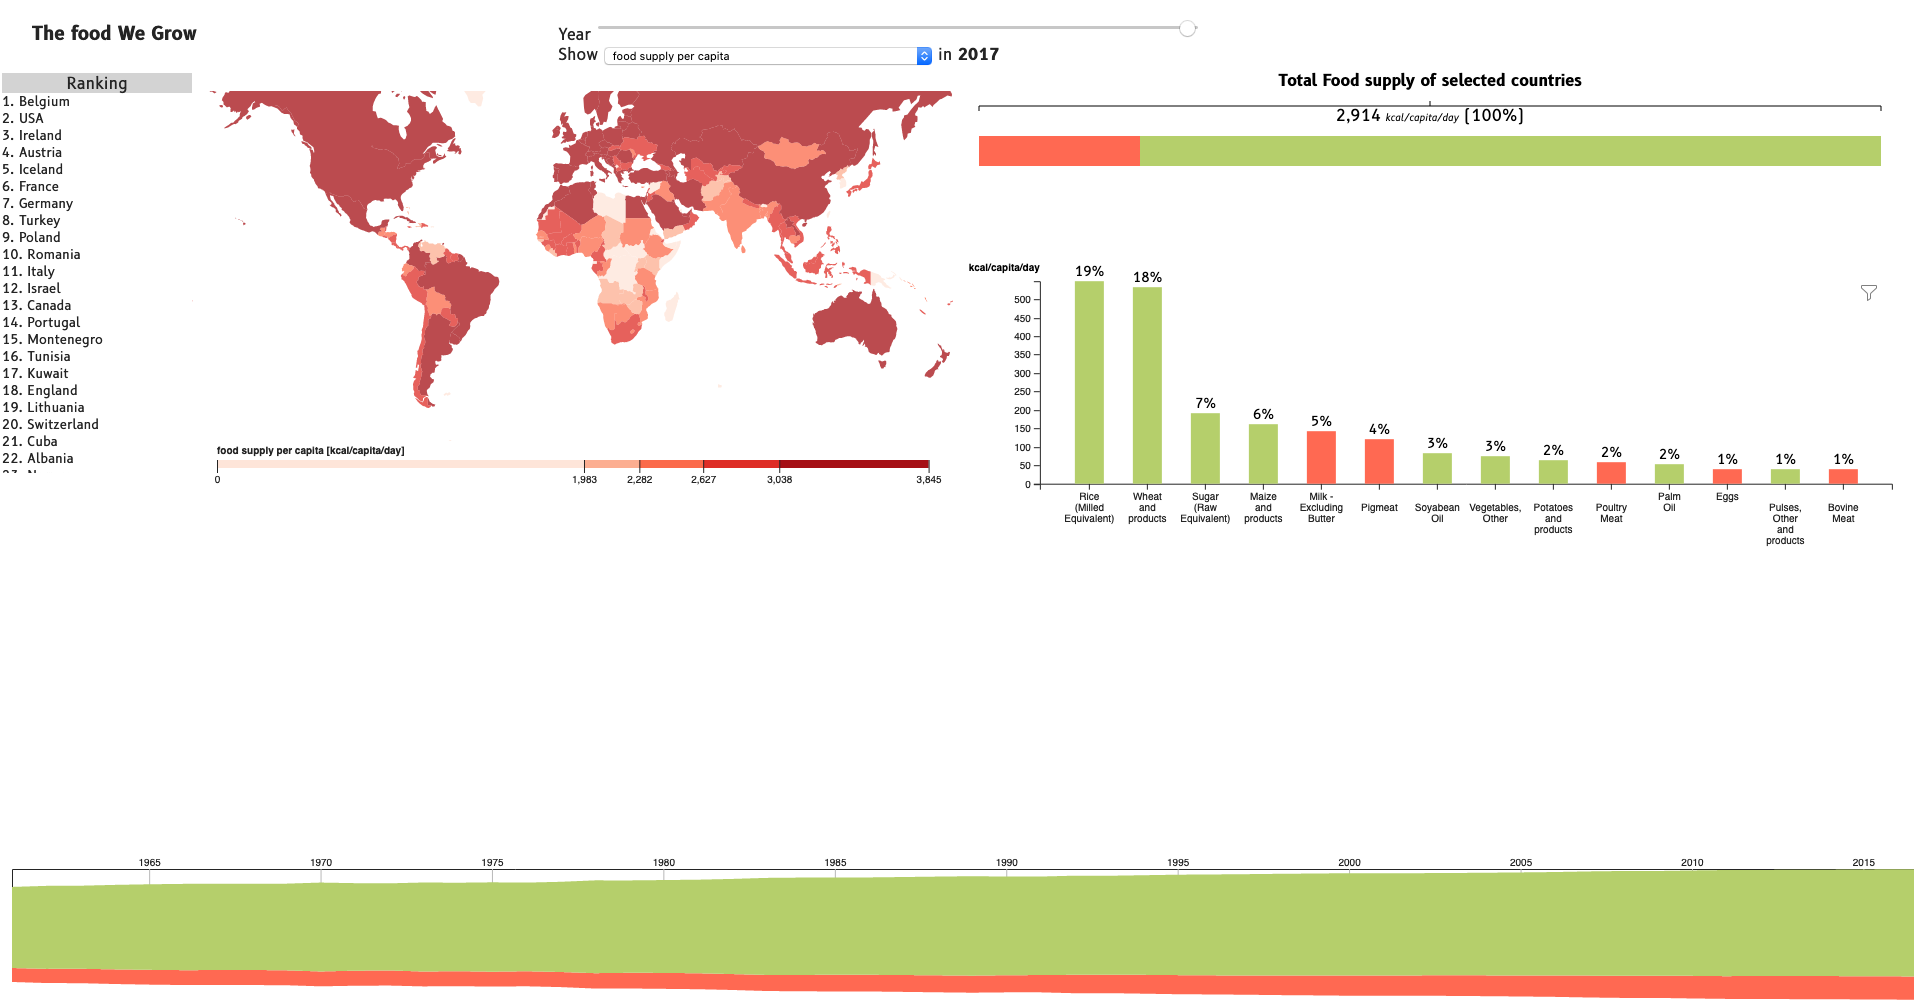 The food We Grow
Year
Show food supply per capita in 2017
Ranking
1. Belgium
2. USA
3. Ireland
4. Austria
5. Iceland
6. France
7. Germany
8. Turkey
9. Poland
10. Romania
11. Italy
12. Israel
13. Canada
14. Portugal
15. Montenegro
16. Tunisia
17. Kuwait
18. England
19. Lithuania
20. Switzerland
21. Cuba
22. Albania
food supply per capita [kcal/capita/day]
0 1,983 2,282 2,627 3,038 3,845
Total Food supply of selected countries
2,914 kcal/capita/day [100%]
kcal/capita/day
500
450
400
350
300
250
200
150
100
50
0
19% 18% 7% 6% 5% 4% 3% 3% 2% 2% 2% 1% 1% 1%
Rice
(Milled
Equivalent)
Wheat
and
products
Sugar
(Raw
Equivalent)
Maize
and
products
Milk -
Excluding
Butter
Pigmeat
Soyabean
Oil
Vegetables,
Other
Potatoes
and
products
Poultry
Meat
Palm
Oil
Eggs
Pulses,
Other
and
products
Bovine
Meat
1965 1970 1975 1980 1985 1990 1995 2000 2005 2010 2015